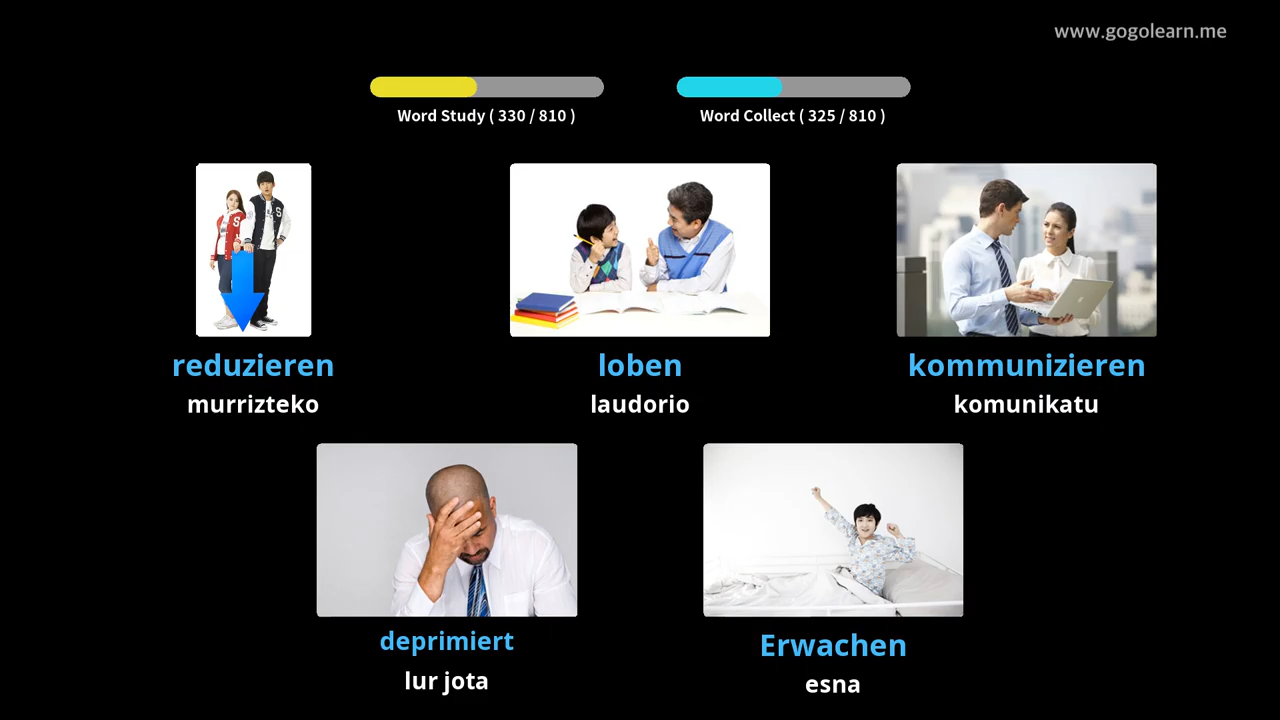 www.gogolearn.me
Word Study ( 330 / 810 )
Word Collect ( 325 / 810 )
S
S
reduzieren
murrizteko
loben
laudorio
kommunizieren
komunikatu
deprimiert
lur jota
Erwachen
esna